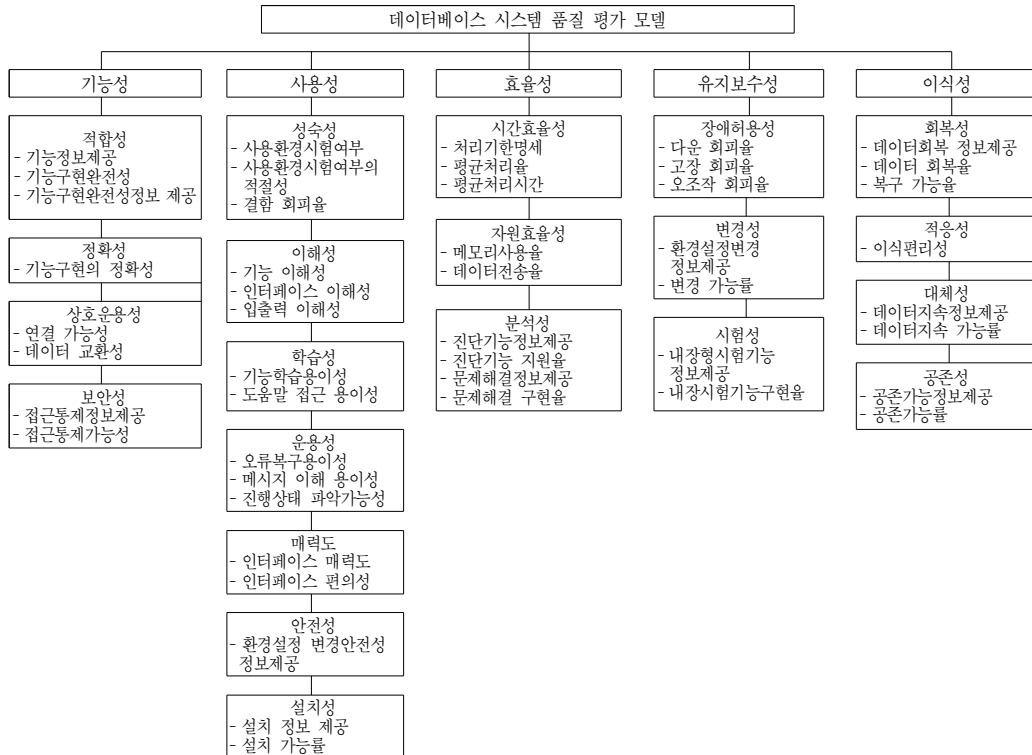 데이터베이스 시스템 품질 평가 모델
기능성
적합성
- 기능정보제공
- 기능구현완전성
- 기능구현완전성정보 제공
정확성
- 기능구현의 정확성
상호운용성
- 연결 가능성
- 데이터 교환성
보안성
- 접근통제정보제공
- 접근통제가능성
사용성
성숙성
- 사용환경시험여부
- 사용환경시험여부의
적절성
- 결함 회피율
이해성
- 기능 이해성
- 인터페이스 이해성
- 입출력 이해성
학습성
- 기능학습용이성
- 도움말 접근 용이성
운용성
- 오류복구용이성
- 메시지 이해 용이성
- 진행상태 파악가능성
매력도
- 인터페이스 매력도
- 인터페이스 편의성
안전성
- 환경설정 변경안전성
정보제공
설치성
- 설치 정보 제공
- 설치 가능률
효율성
시간효율성
- 처리기한명세
- 평균처리율
- 평균처리시간
자원효율성
- 메모리사용율
- 데이터전송율
분석성
- 진단기능정보제공
- 진단기능 지원율
- 문제해결정보제공
- 문제해결 구현율
유지보수성
장애허용성
- 다운 회피율
- 고장 회피율
- 오조작 회피율
변경성
- 환경설정변경
정보제공
- 변경 가능률
시험성
- 내장형시험기능
정보제공
- 내장시험기능구현율
이식성
회복성
- 데이터회복 정보제공
- 데이터 회복율
- 복구 가능율
적응성
- 이식편리성
대체성
- 데이터지속정보제공
- 데이터지속 가능률
공존성
- 공존가능정보제공
- 공존가능률